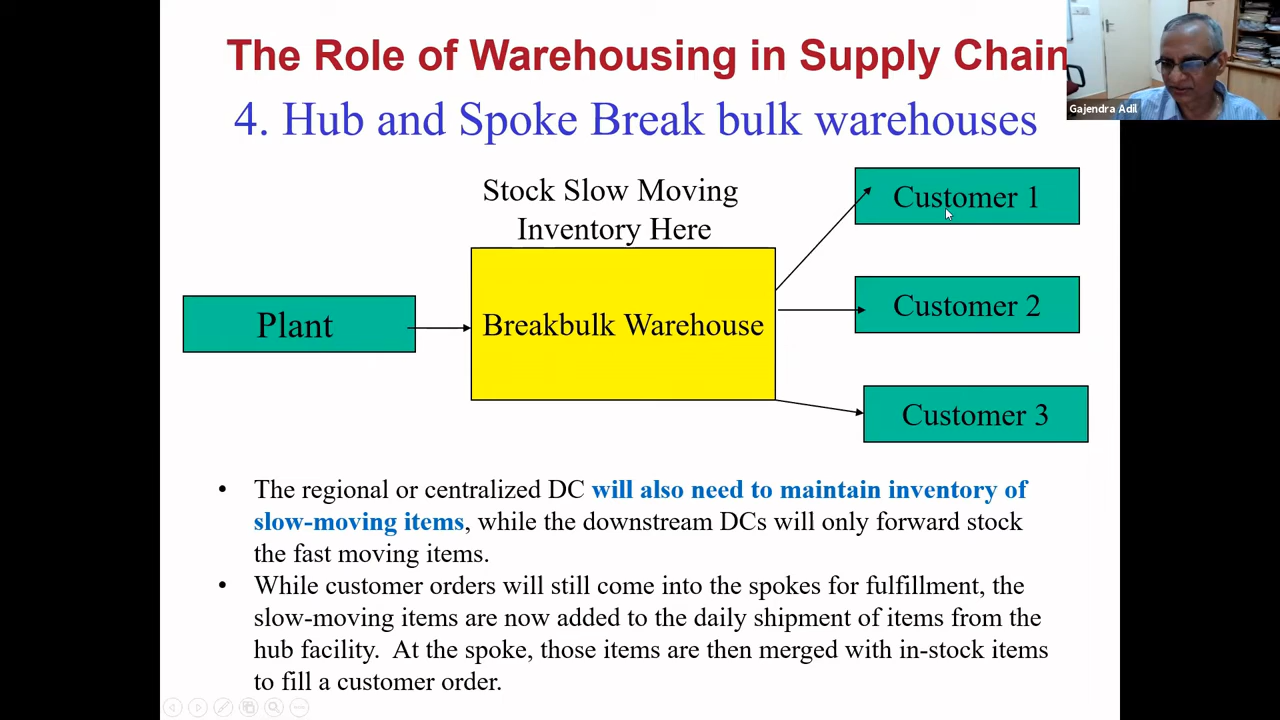 The Role of Warehousing in Supply Chain
Gajendra Adil
4. Hub and Spoke Break bulk warehouses
Stock Slow Moving
Inventory Here
Customer 1
Plant
Breakbulk Warehouse
Customer 2
Customer 3
• The regional or centralized DC will also need to maintain inventory of
slow-moving items, while the downstream DCs will only forward stock
the fast moving items.
• While customer orders will still come into the spokes for fulfillment, the
slow-moving items are now added to the daily shipment of items from the
hub facility. At the spoke, those items are then merged with in-stock items
to fill a customer order.